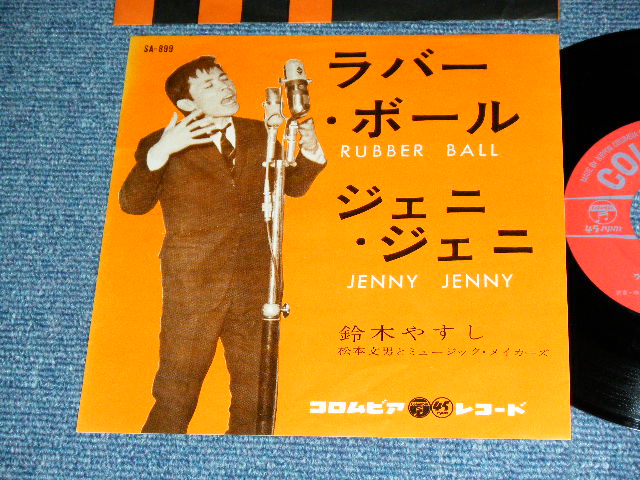 SA-899
ラバー
・ボール
RUBBER BALL
ジェニ
・ジェニ
JENNY JENNY
鈴木やすし
松本文男とミュージック・メイカーズ
コロムビア 45 レコード
COL